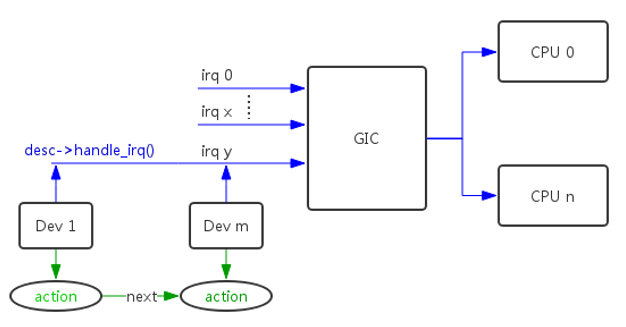 irq 0
CPU 0
irq x
GIC
desc->handle_irq()
irq y
CPU n
Dev 1
Dev m
action
next
action